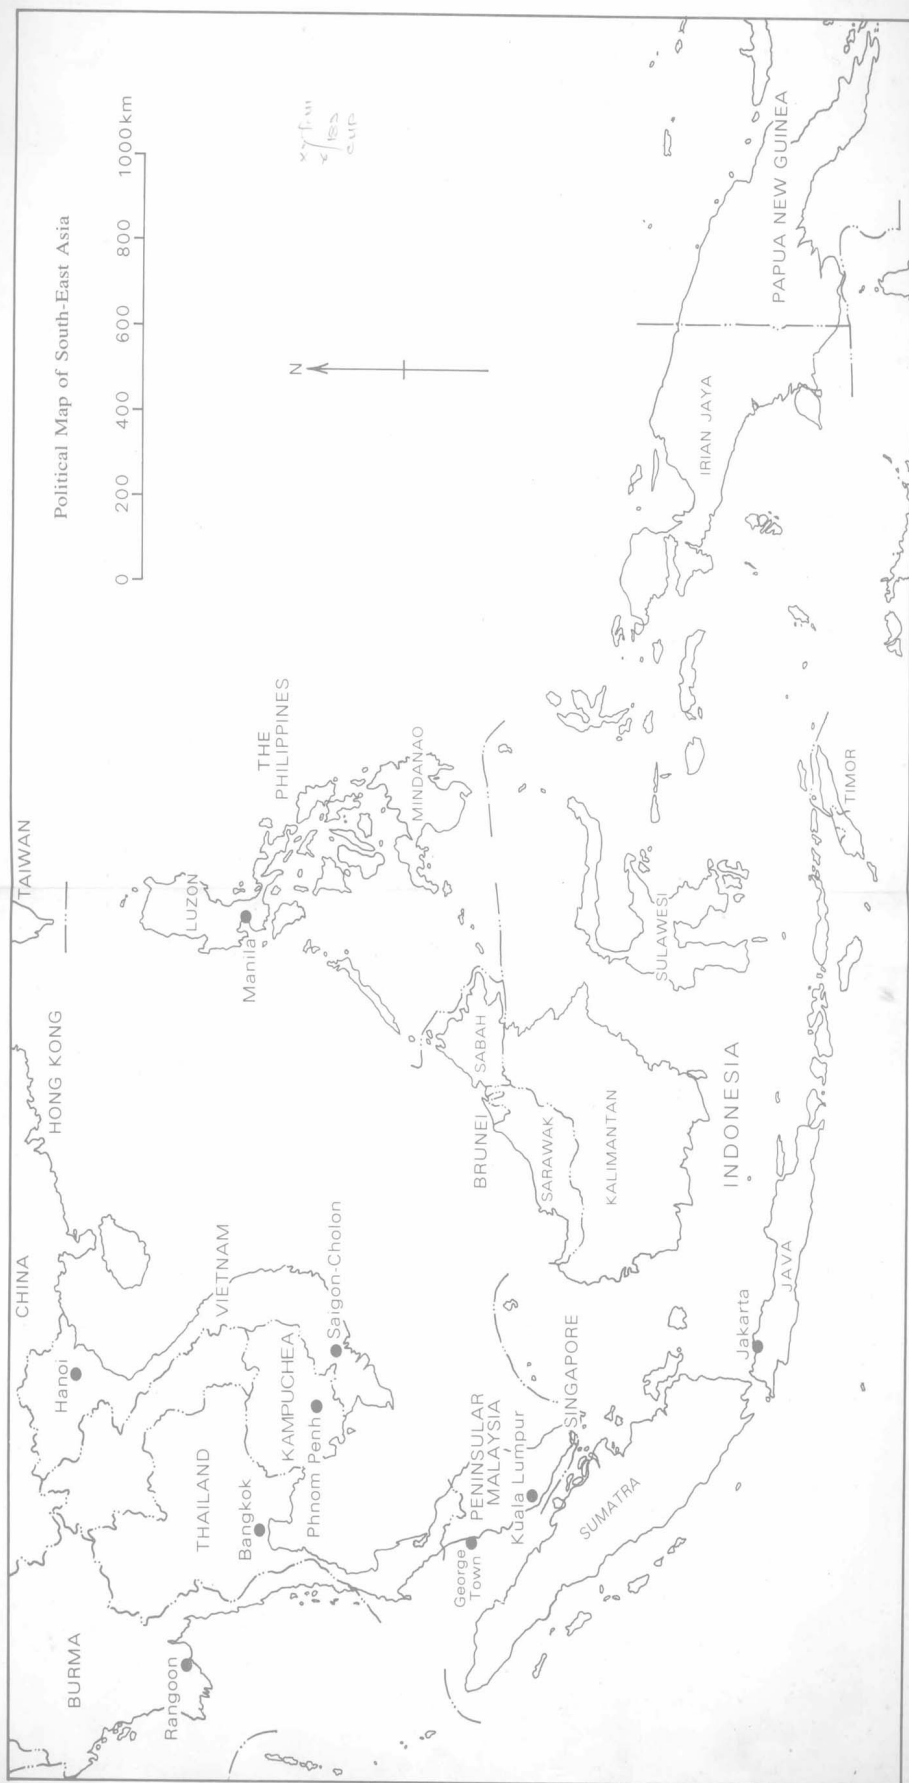 Political Map of South-East Asia
0 200 400 600 800 1000km
N
CHINA
TAIWAN
HONG KONG
BURMA
Hanoi
Rangoon
THAILAND
VIETNAM
LUZON
Manila
THE
PHILIPPINES
Bangkok
KAMPUCHEA
Phnom Penh
Saigon-Cholon
MINDANAO
George
Town
PENINSULAR
MALAYSIA
Kuala Lumpur
SINGAPORE
BRUNEI
SABAH
SARAWAK
KALIMANTAN
SUMATRA
SULAWESI
INDONESIA
Jakarta
JAVA
TIMOR
IRIAN JAYA
PAPUA NEW GUINEA